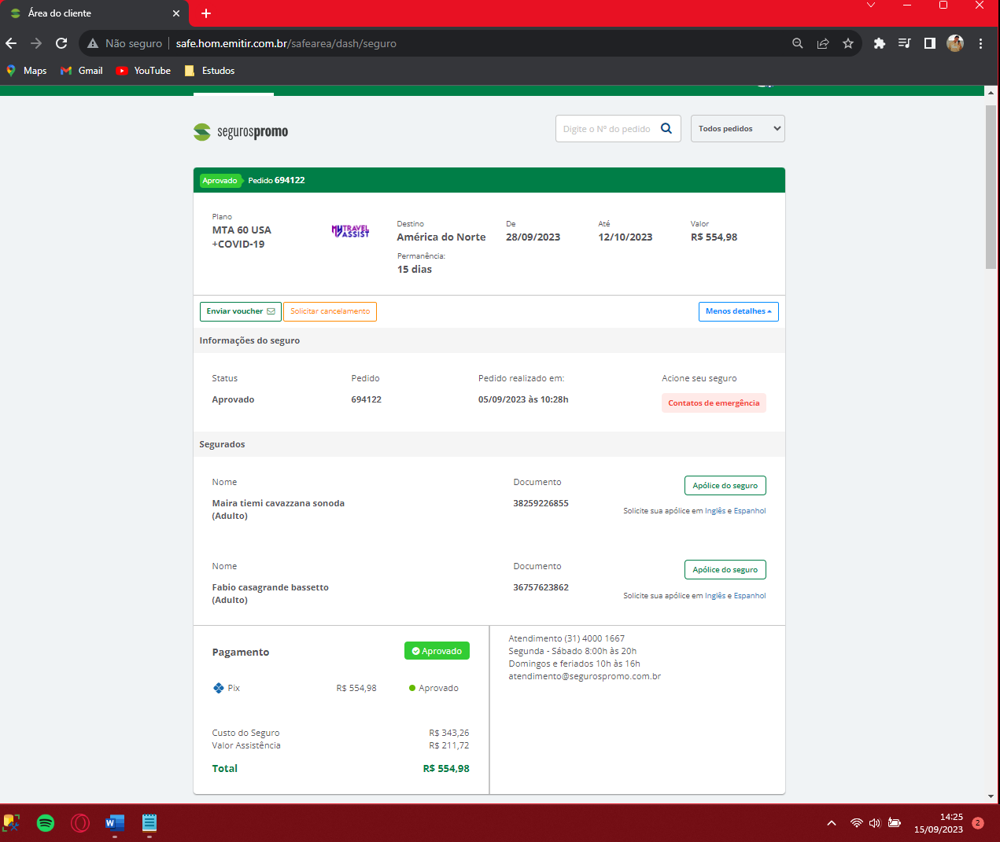 Área do cliente
Não seguro safe.hom.emitir.com.br/safearea/dash/seguro
Maps Gmail YouTube Estudos
segurospromo Digite o Nº do pedido Todos pedidos
Aprovado Pedido 694122
Plano
MTA 60 USA
+COVID-19
MY TRAVEL
ASSIST
Destino
América do Norte
Permanência:
15 dias
De
28/09/2023
Até
12/10/2023
Valor
R$ 554,98
Enviar voucher Solicitar cancelamento Menos detalhes
Informações do seguro
Status Pedido Pedido realizado em: Acione seu seguro
Aprovado 694122 05/09/2023 às 10:28h Contatos de emergência
Segurados
Nome Documento Apólice do seguro
Maira tiemi cavazzana sonoda 38259226855
(Adulto) Solicite sua apólice em Inglês e Espanhol
Nome Documento Apólice do seguro
Fabio casagrande bassetto 36757623862
(Adulto) Solicite sua apólice em Inglês e Espanhol
Pagamento Aprovado
Pix R$ 554,98 Aprovado
Custo do Seguro R$ 343,26
Valor Assistência R$ 211,72
Total R$ 554,98
Atendimento (31) 4000 1667
Segunda - Sábado 8:00h às 20h
Domingos e feriados 10h às 16h
atendimento@segurospromo.com.br
W
14:25
15/09/2023
2